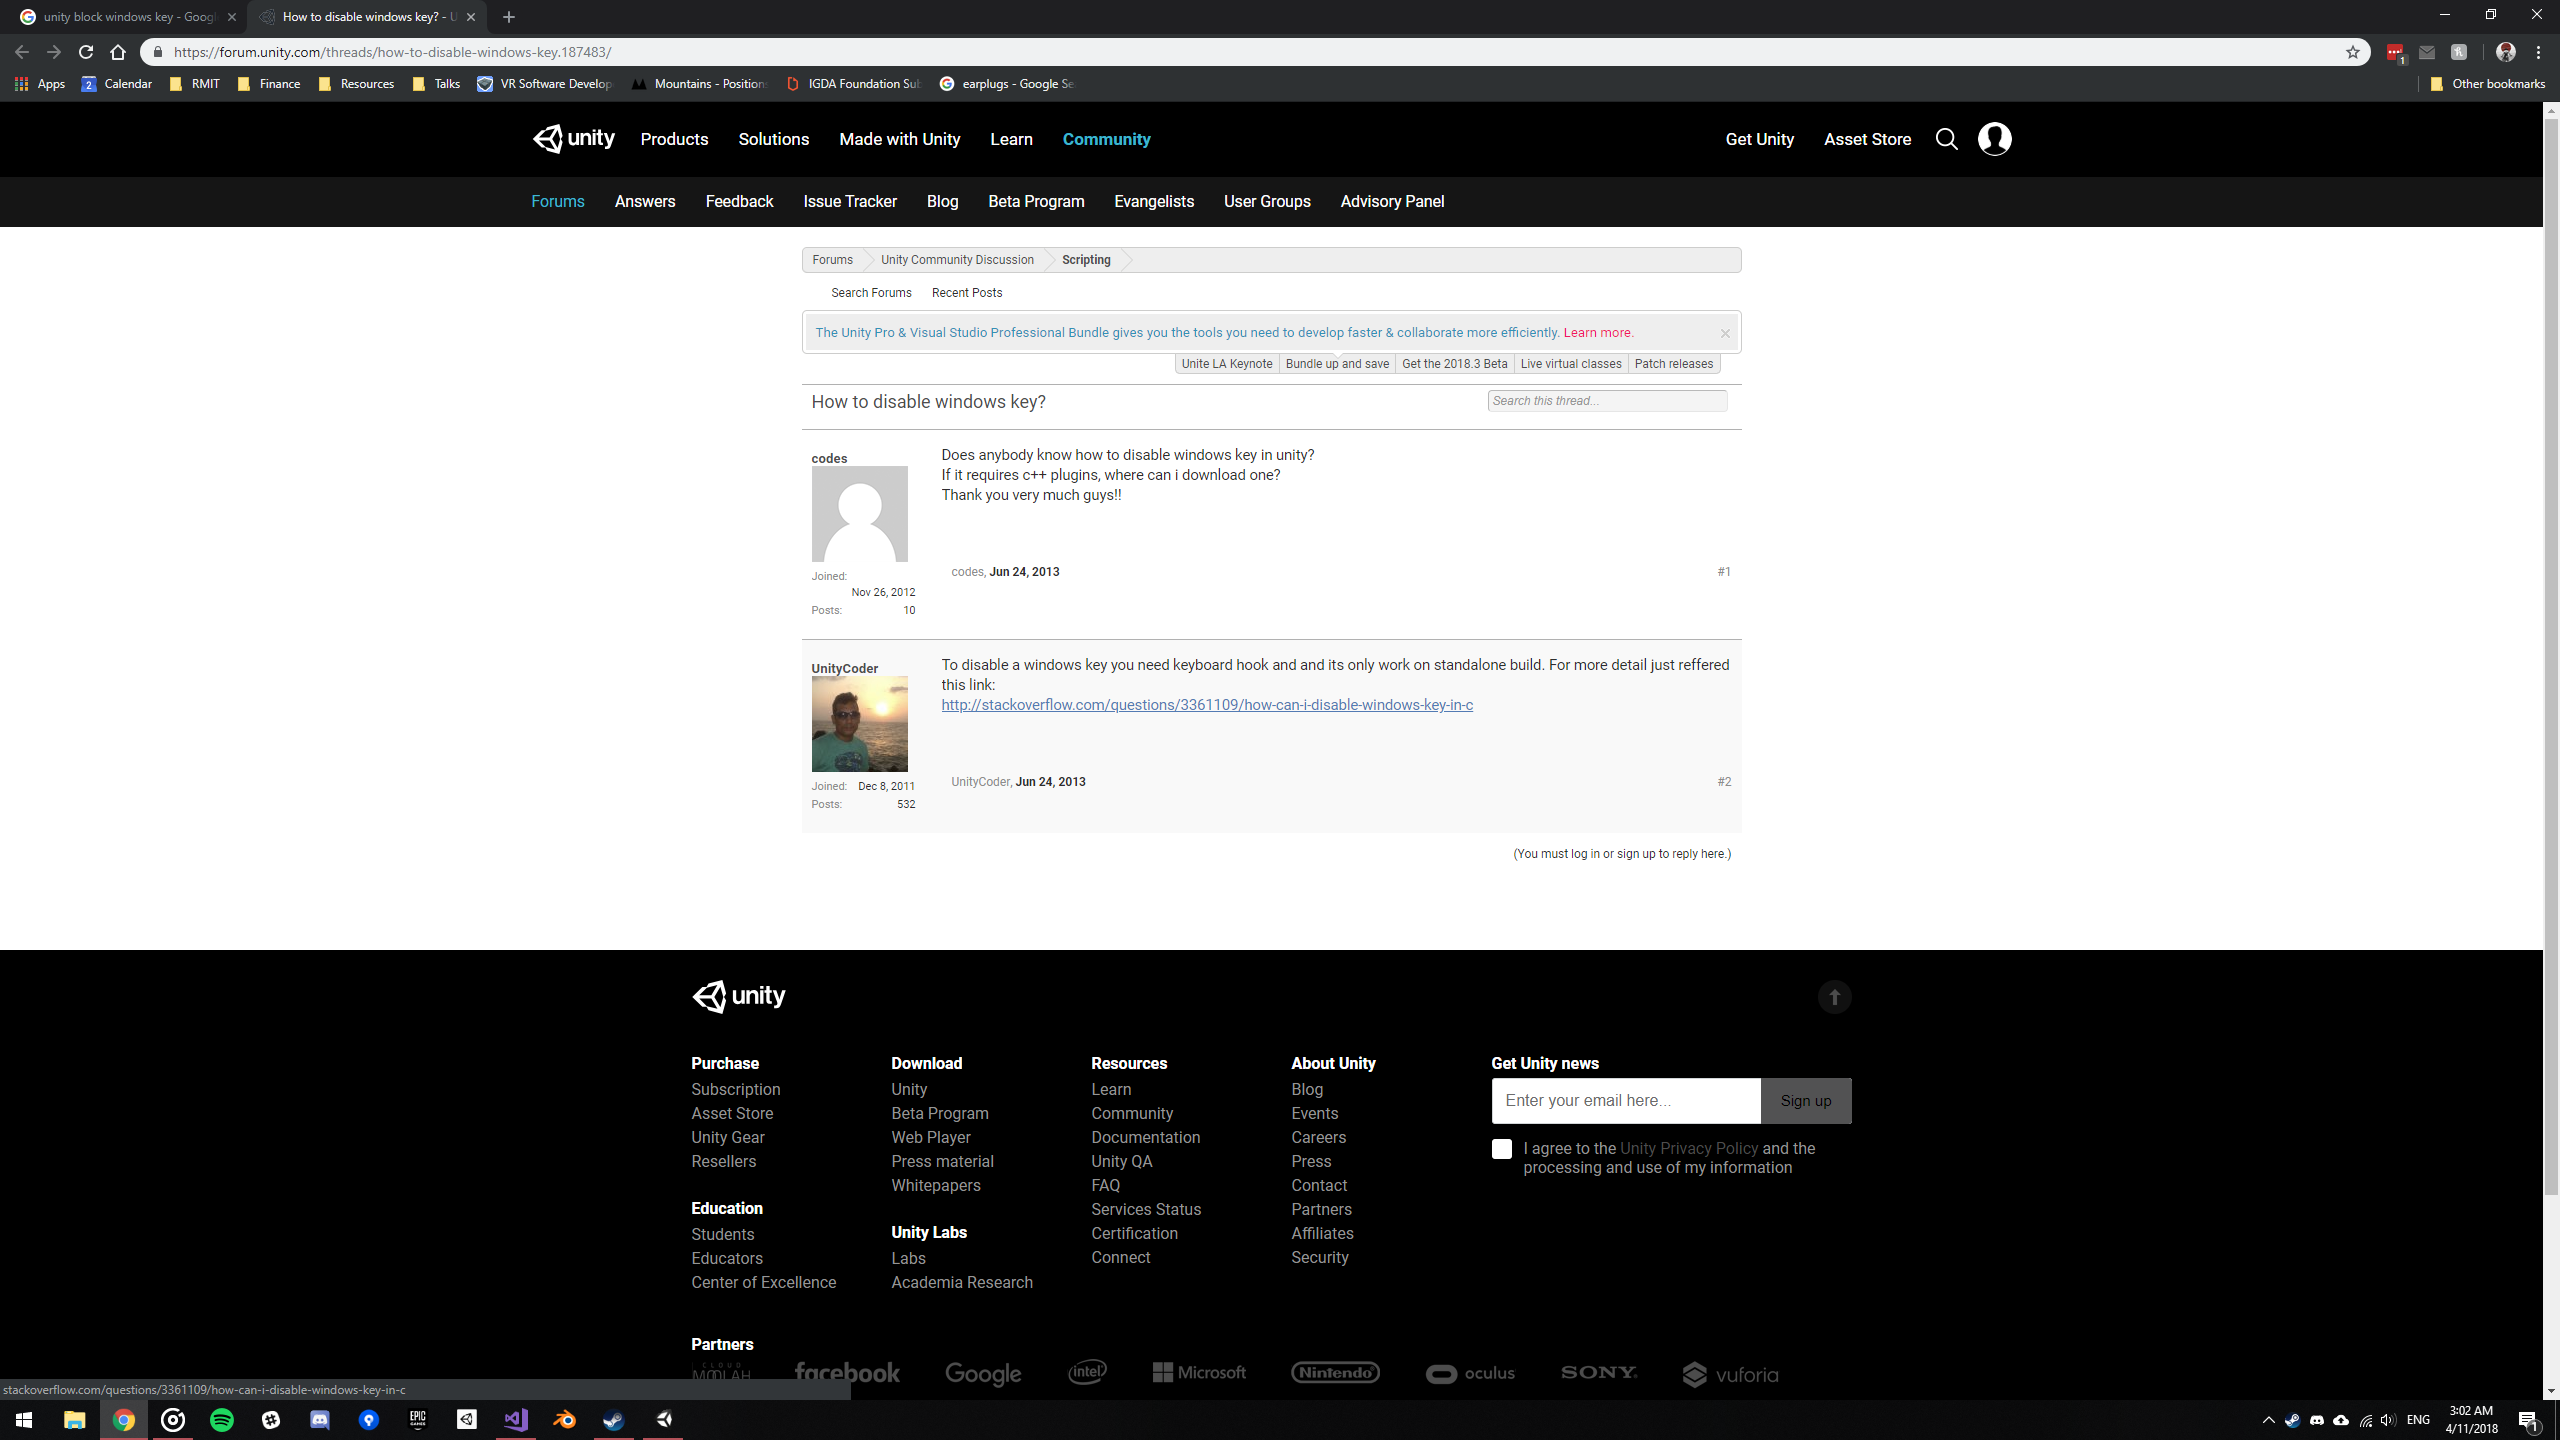 unity block windows key - Goog
How to disable windows key? - U
https://forum.unity.com/threads/how-to-disable-windows-key.187483/
1
Apps
2
Calendar
RMIT
Finance
Resources
Talks
VR Software Develop
Mountains - Positions
IGDA Foundation Sub
earplugs - Google Se
Other bookmarks
unity
Products
Solutions
Made with Unity
Learn
Community
Get Unity
Asset Store
Forums
Answers
Feedback
Issue Tracker
Blog
Beta Program
Evangelists
User Groups
Advisory Panel
Forums
Unity Community Discussion
Scripting
Search Forums
Recent Posts
The Unity Pro & Visual Studio Professional Bundle gives you the tools you need to develop faster & collaborate more efficiently. Learn more.
Unite LA Keynote
Bundle up and save
Get the 2018.3 Beta
Live virtual classes
Patch releases
How to disable windows key?
Search this thread...
codes
Does anybody know how to disable windows key in unity?
If it requires c++ plugins, where can i download one?
Thank you very much guys!!
Joined:
Nov 26, 2012
Posts: 10
codes, Jun 24, 2013
#1
UnityCoder
To disable a windows key you need keyboard hook and and its only work on standalone build. For more detail just reffered
this link:
http://stackoverflow.com/questions/3361109/how-can-i-disable-windows-key-in-c
Joined: Dec 8, 2011
Posts: 532
UnityCoder, Jun 24, 2013
#2
(You must log in or sign up to reply here.)
unity
Purchase
Subscription
Asset Store
Unity Gear
Resellers
Education
Students
Educators
Center of Excellence
Download
Unity
Beta Program
Web Player
Press material
Whitepapers
Unity Labs
Labs
Academia Research
Resources
Learn
Community
Documentation
Unity QA
FAQ
Services Status
Certification
Connect
About Unity
Blog
Events
Careers
Press
Contact
Partners
Affiliates
Security
Get Unity news
Enter your email here...
Sign up
I agree to the Unity Privacy Policy and the
processing and use of my information
Partners
CLOUD
MOOLAH
facebook
Google
intel
Microsoft
Nintendo
oculus
SONY
vuforia
stackoverflow.com/questions/3361109/how-can-i-disable-windows-key-in-c
EPIC
GAMES
ENG
3:02 AM
4/11/2018
1